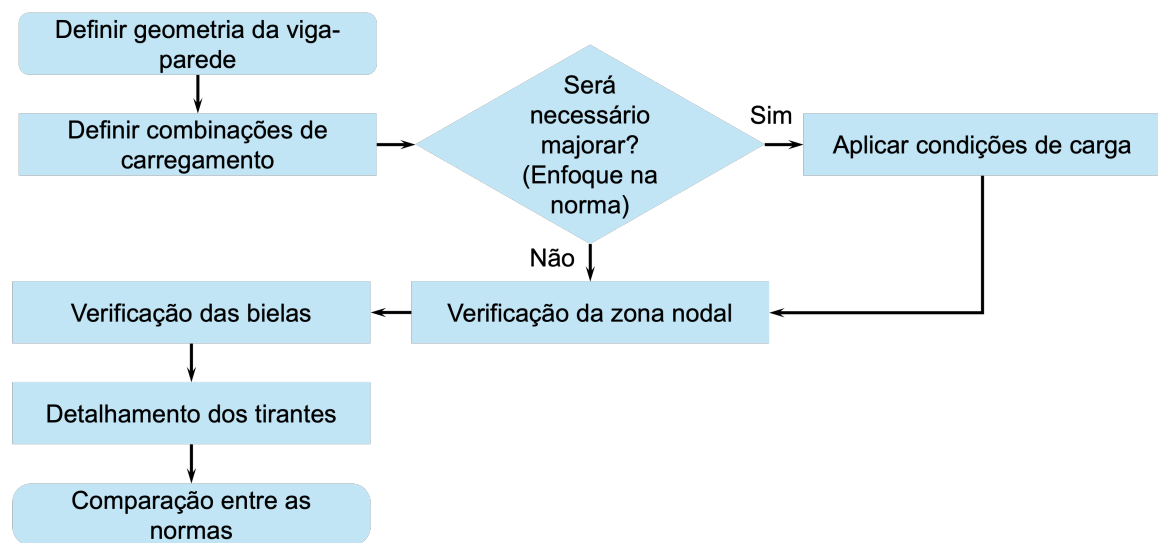 Definir geometria da viga-
parede
Definir combinações de
carregamento
Será
necessário
majorar?
(Enfoque na
norma)
Sim
Aplicar condições de carga
Não
Verificação da zona nodal
Verificação das bielas
Detalhamento dos tirantes
Comparação entre as
normas